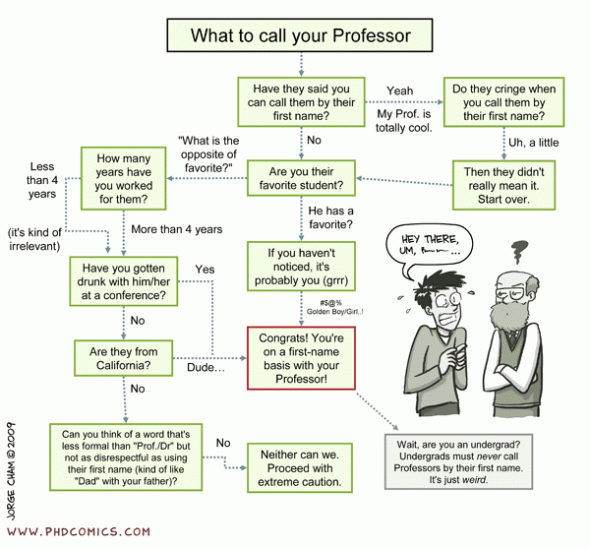 What to call your Professor
Have they said you
can call them by their
first name?
Yeah
My Prof. is
totally cool.
Do they cringe when
you call them by
their first name?
Uh, a little
Then they didn't
really mean it.
Start over.
No
Are you their
favorite student?
"What is the
opposite of
favorite?"
How many
years have
you worked
for them?
Less
than 4
years
(it's kind of
irrelevant)
More than 4 years
He has a
favorite?
If you haven't
noticed, it's
probably you (grrr)
#$@%
Golden Boy/Girl..!
Have you gotten
drunk with him/her
at a conference?
Yes
No
Are they from
California?
Dude...
Congrats! You're
on a first-name
basis with your
Professor!
No
Can you think of a word that's
less formal than "Prof./Dr" but
not as disrespectful as using
their first name (kind of like
"Dad" with your father)?
No
Neither can we.
Proceed with
extreme caution.
HEY THERE,
UM, ...
?
Wait, are you an undergrad?
Undergrads must never call
Professors by their first name.
It's just weird.
JORGE CHAM © 2009
WWW.PHDCOMICS.COM